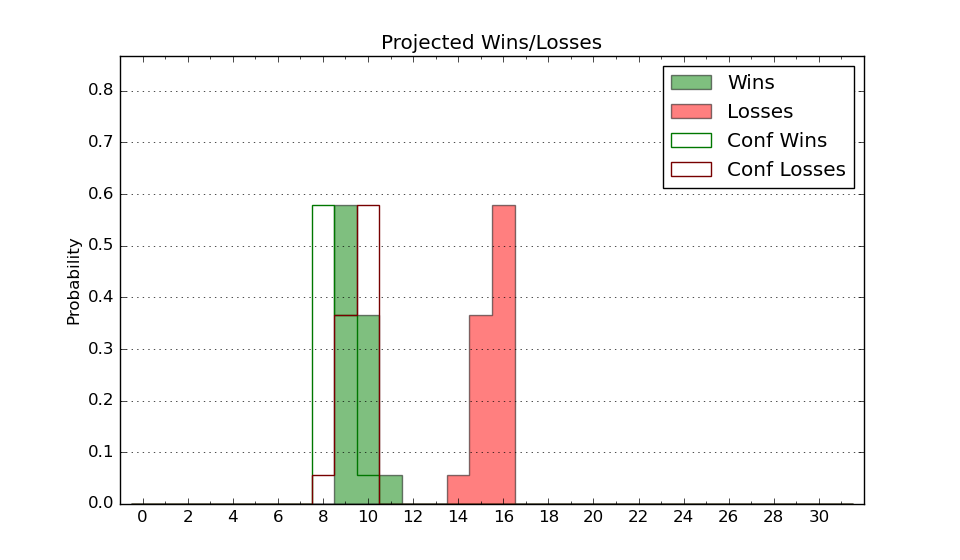 Projected Wins/Losses
Wins
Losses
Conf Wins
Conf Losses
Probability
0.8
0.7
0.6
0.5
0.4
0.3
0.2
0.1
0.0
0 2 4 6 8 10 12 14 16 18 20 22 24 26 28 30